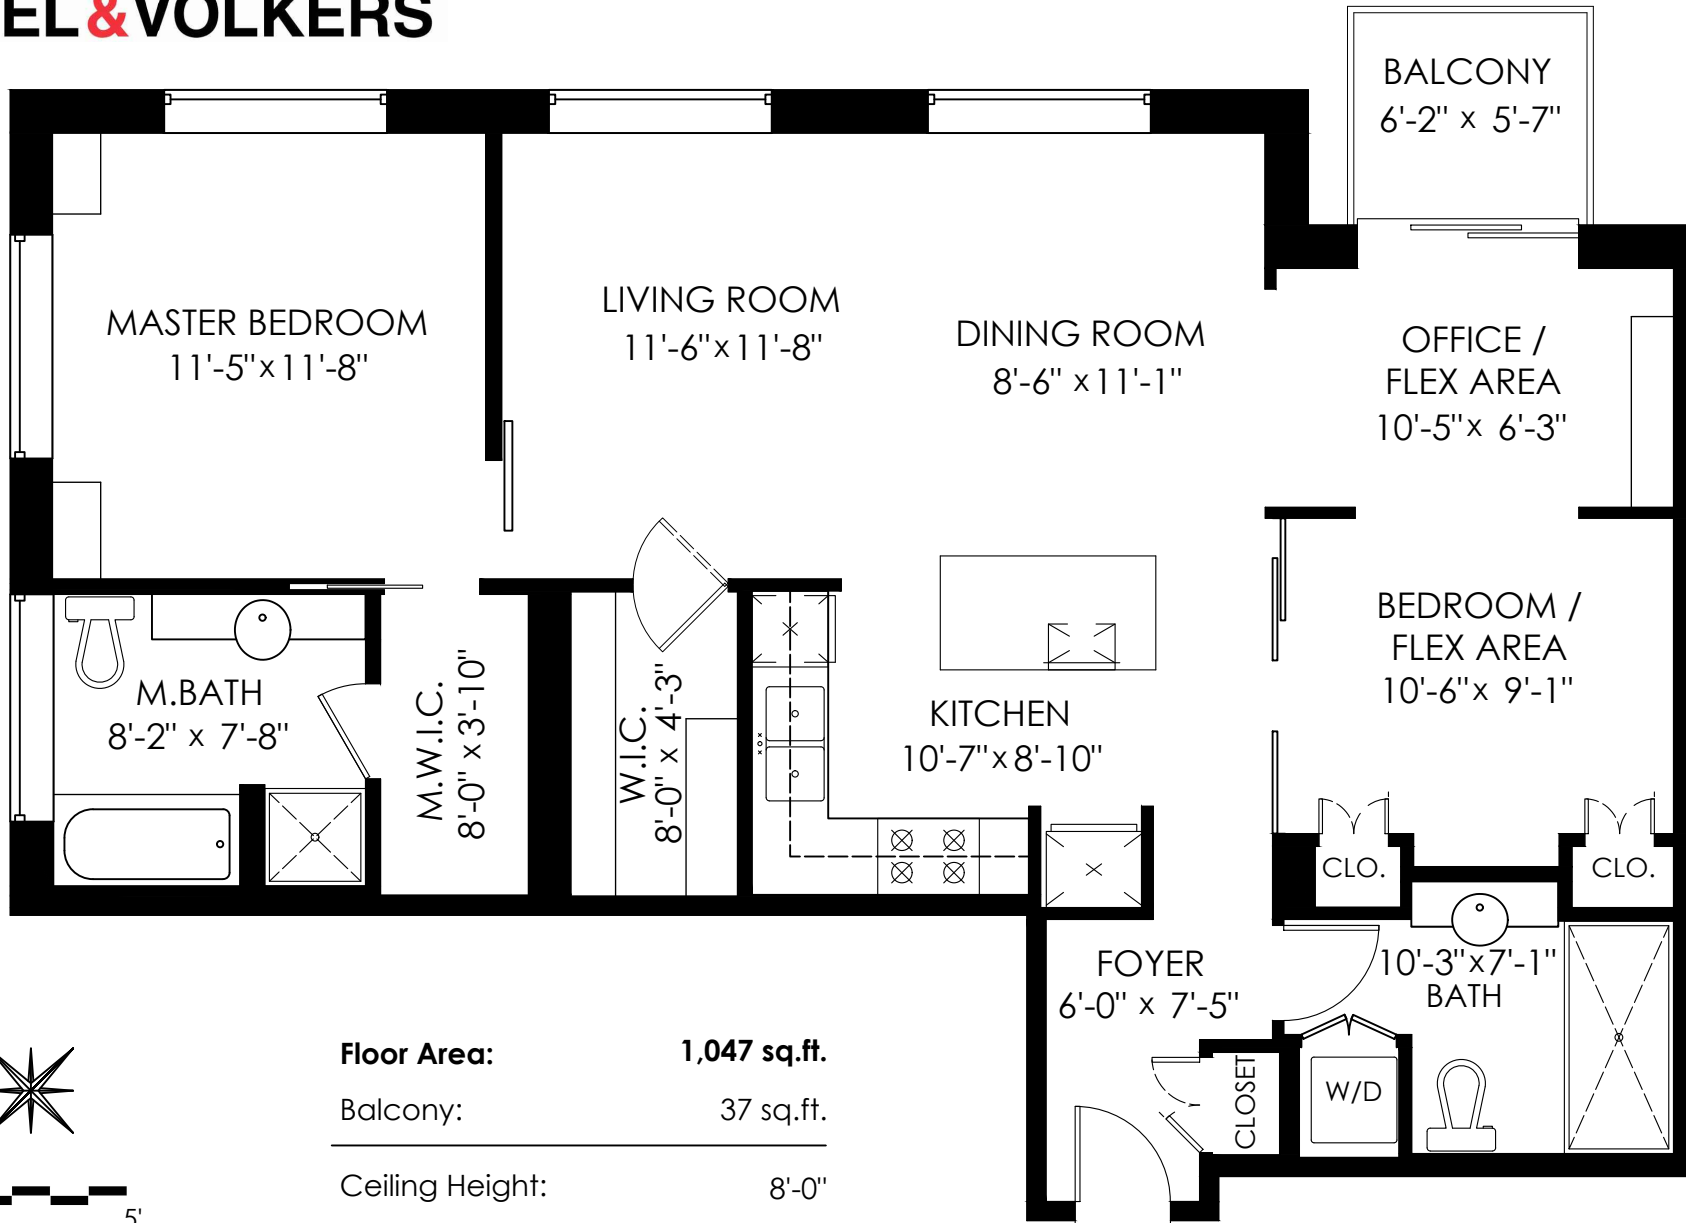 EL&VÖLKERS
BALCONY
6'-2" x 5'-7"
MASTER BEDROOM
11'-5"x11'-8"
LIVING ROOM
11'-6"x11'-8"
DINING ROOM
8'-6" x11'-1"
OFFICE /
FLEX AREA
10'-5"x 6'-3"
BEDROOM /
FLEX AREA
10'-6"x 9'-1"
M.BATH
8'-2" x 7'-8"
M.W.I.C.
8'-0" x3'-10"
W.I.C.
8'-0" x 4'-3"
KITCHEN
10'-7"x8'-10"
CLO.
CLO.
FOYER
6'-0" x 7'-5"
10'-3"x7'-1"
BATH
CLOSET
W/D
Floor Area: 1,047 sq.ft.
Balcony: 37 sq.ft.
Ceiling Height: 8'-0"
5'